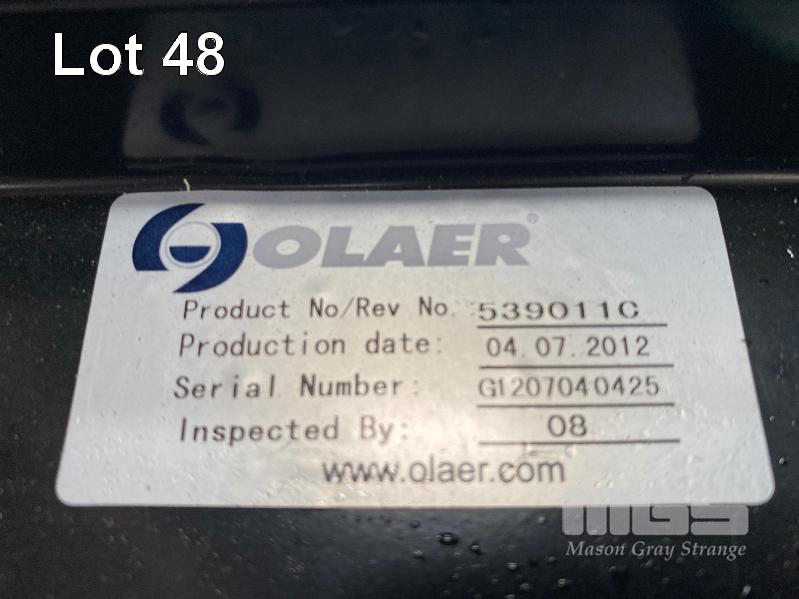 Lot 48
OLAER®
Product No/Rev No. :539011C
Production date: 04.07.2012
Serial Number: G1207040425
Inspected By: 08
www.olaer.com
MGS
Mason Gray Strange